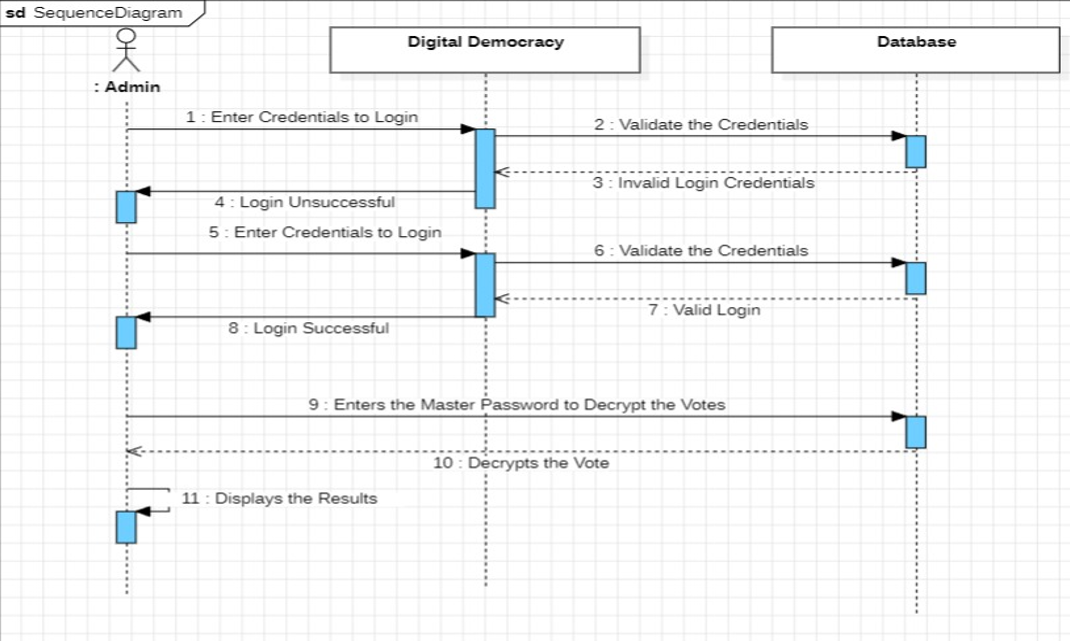 sd SequenceDiagram
Digital Democracy
Database
: Admin
1 : Enter Credentials to Login
2 : Validate the Credentials
3 : Invalid Login Credentials
4 : Login Unsuccessful
5 : Enter Credentials to Login
6 : Validate the Credentials
7 : Valid Login
8 : Login Successful
9 : Enters the Master Password to Decrypt the Votes
10 : Decrypts the Vote
11 : Displays the Results